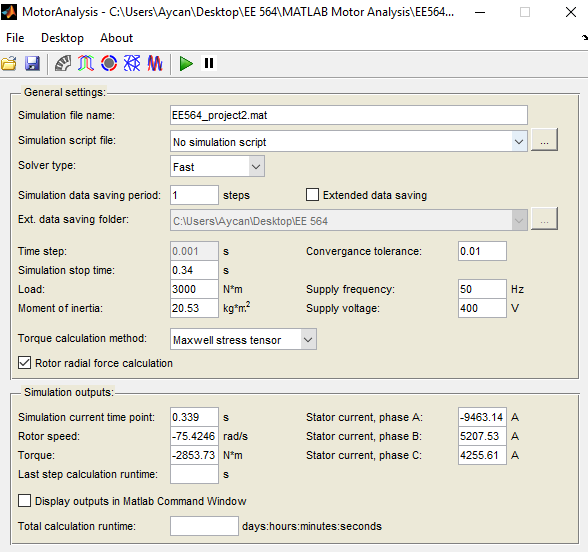 MotorAnalysis - C:\Users\Aycan\Desktop\EE 564\MATLAB Motor Analysis\EE564...
File Desktop About
General settings:
Simulation file name: EE564_project2.mat
Simulation script file: No simulation script ...
Solver type: Fast
Simulation data saving period: 1 steps Extended data saving
Ext. data saving folder: C:\Users\Aycan\Desktop\EE 564 ...
Time step: 0.001 s Convergance tolerance: 0.01
Simulation stop time: 0.34 s
Load: 3000 N*m Supply frequency: 50 Hz
Moment of inertia: 20.53 kg*m² Supply voltage: 400 V
Torque calculation method: Maxwell stress tensor
Rotor radial force calculation
Simulation outputs:
Simulation current time point: 0.339 s Stator current, phase A: -9463.14 A
Rotor speed: -75.4246 rad/s Stator current, phase B: 5207.53 A
Torque: -2853.73 N*m Stator current, phase C: 4255.61 A
Last step calculation runtime: s
Display outputs in Matlab Command Window
Total calculation runtime: days:hours:minutes:seconds